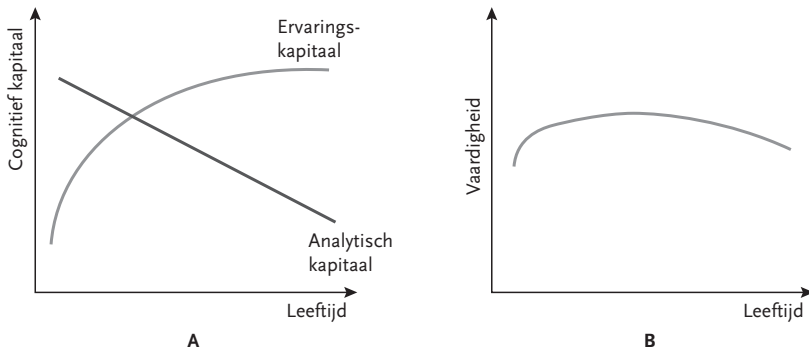 Cognitief kapitaal
Ervarings-
kapitaal
Analytisch
kapitaal
Leeftijd
A
Vaardigheid
Leeftijd
B